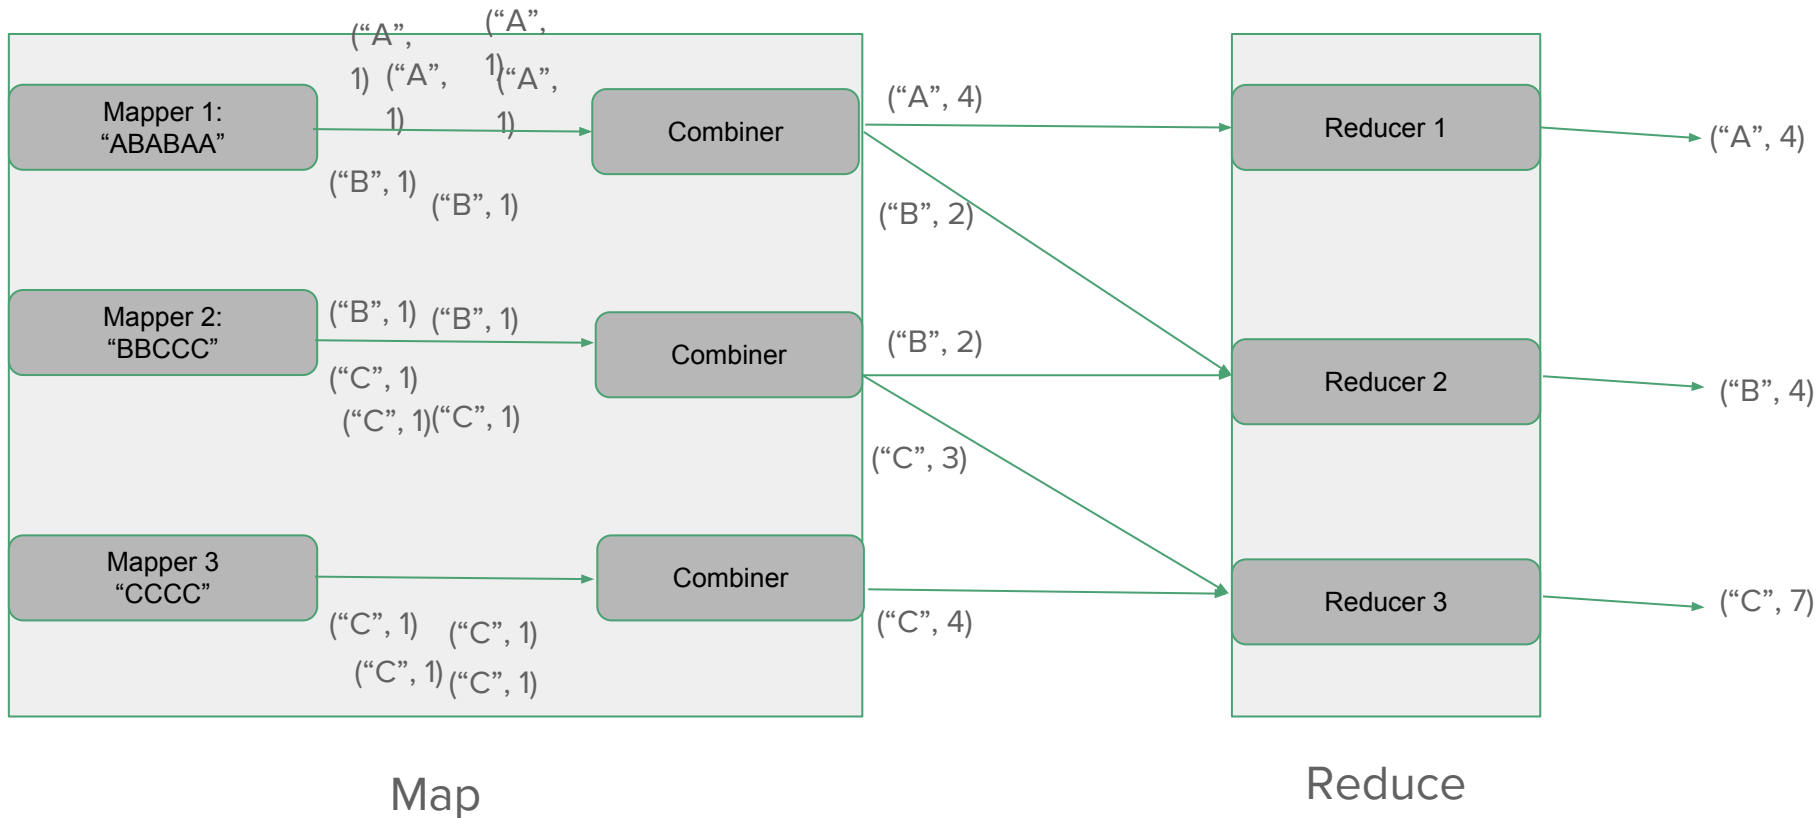 (“A”,
1)
(“A”,
1)
(“A”,
1)
(“A”,
1)
Mapper 1:
“ABABAA”
Combiner
(“A”, 4)
Reducer 1
(“A”, 4)
(“B”, 1)
(“B”, 1)
(“B”, 2)
Mapper 2:
“BBCCC”
(“B”, 1)
(“B”, 1)
Combiner
(“B”, 2)
Reducer 2
(“B”, 4)
(“C”, 1)
(“C”, 1)
(“C”, 1)
(“C”, 3)
Mapper 3
“CCCC”
Combiner
Reducer 3
(“C”, 7)
(“C”, 1)
(“C”, 1)
(“C”, 4)
(“C”, 1)
(“C”, 1)
Map
Reduce